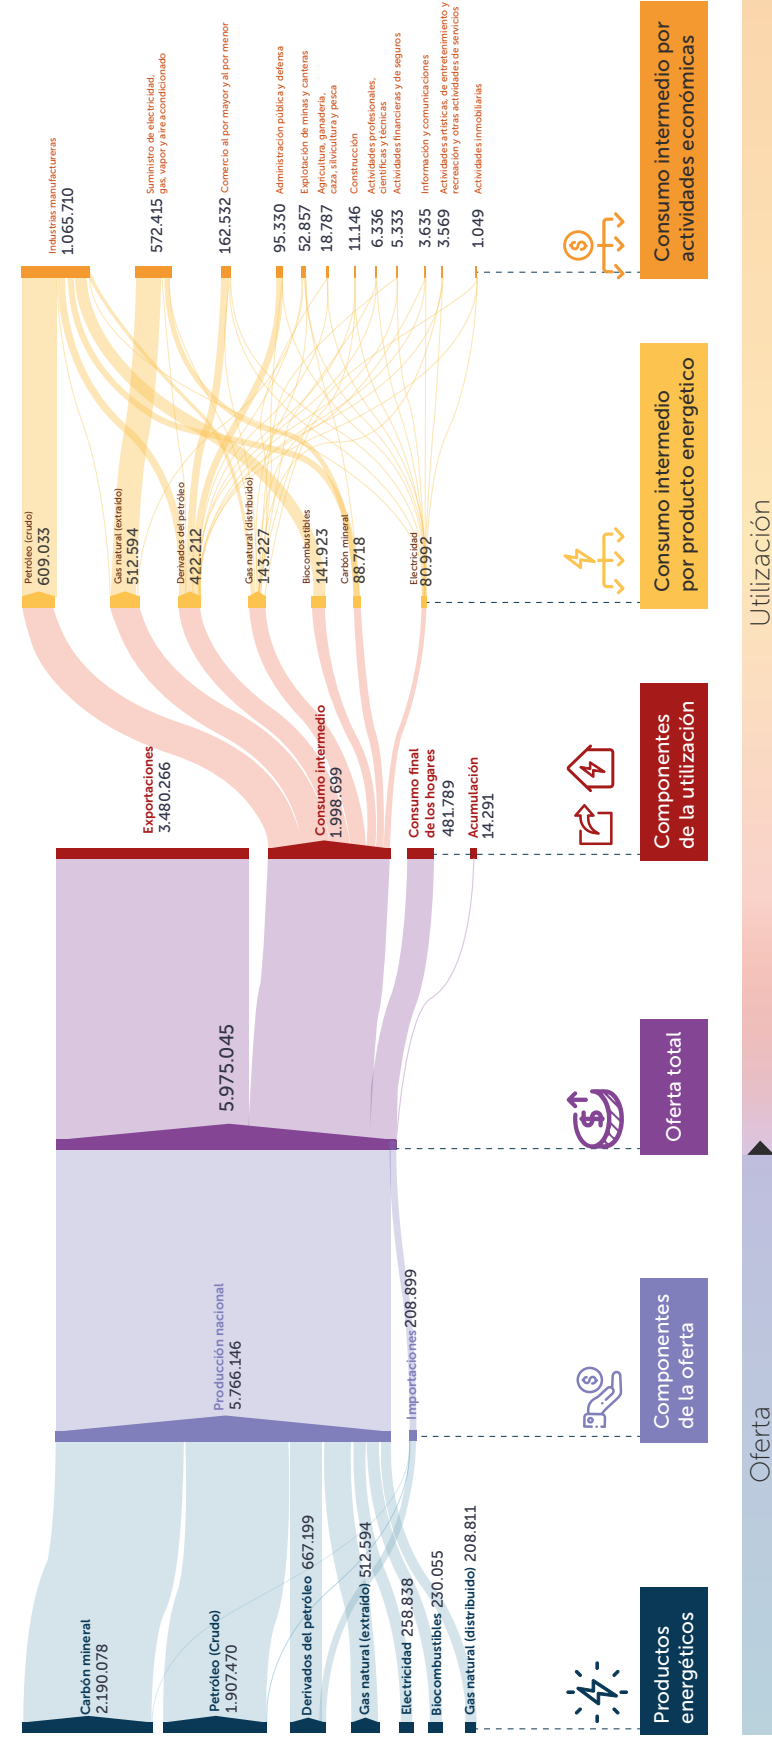 Productos
energéticos
Carbón mineral
2.190.078
Petróleo (Crudo)
1.907.470
Derivados del petróleo 667.199
Gas natural (extraído) 512.594
Electricidad 258.838
Biocombustibles 230.055
Gas natural (distribuido) 208.811
Componentes
de la oferta
Producción nacional
5.766.146
Importaciones 208.899
Oferta total
5.975.045
Componentes
de la utilización
Exportaciones
3.480.266
Consumo intermedio
1.998.699
Consumo final
de los hogares
481.789
Acumulación
14.291
Consumo intermedio
por producto energético
Petróleo (crudo)
609.033
Gas natural (extraído)
512.594
Derivados del petróleo
422.212
Gas natural (distribuido)
143.227
Biocombustibles
141.923
Carbón mineral
88.718
Electricidad
80.992
Consumo intermedio por
actividades económicas
Industrias manufactureras
1.065.710
Suministro de electricidad,
gas, vapor y aire acondicionado
572.415
162.532 Comercio al por mayor y al por menor
95.330 Administración pública y defensa
52.857 Explotación de minas y canteras
18.787 Agricultura, ganadería,
caza, silvicultura y pesca
11.146 Construcción
6.336 Actividades profesionales,
científicas y técnicas
5.333 Actividades financieras y de seguros
3.635 Información y comunicaciones
3.569 Actividades artísticas, de entretenimiento y
recreación y otras actividades de servicios
1.049 Actividades inmobiliarias
Oferta
Utilización